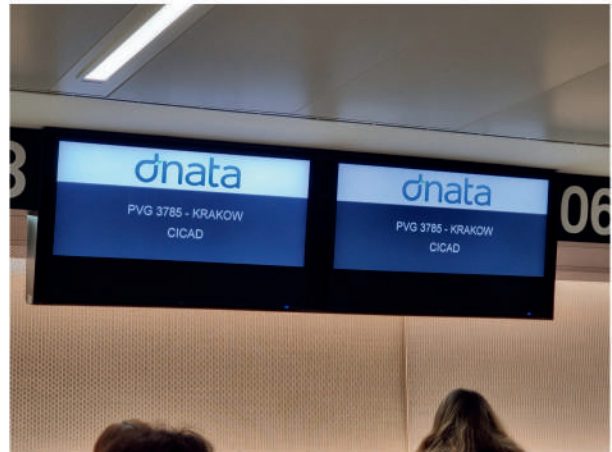 dnata
PVG 3785 - KRAKOW
CICAD
dnata
PVG 3785 - KRAKOW
CICAD
06